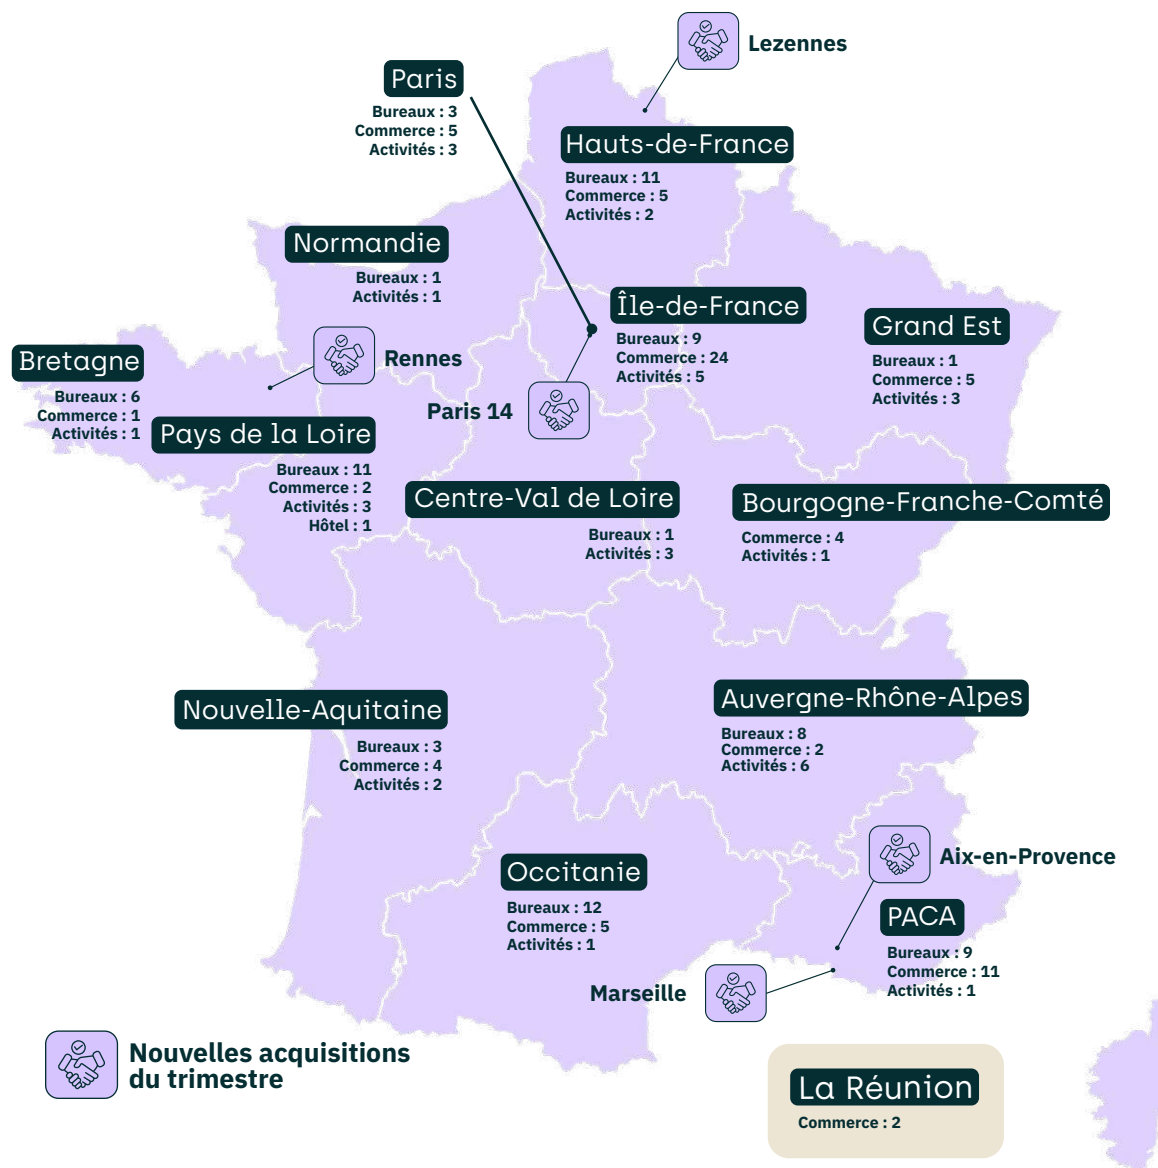 Lezennes
Paris
Bureaux : 3
Commerce : 5
Activités : 3
Hauts-de-France
Bureaux : 11
Commerce : 5
Activités : 2
Normandie
Bureaux : 1
Activités : 1
Île-de-France
Bureaux : 9
Commerce : 24
Activités : 5
Grand Est
Bureaux : 1
Commerce : 5
Activités : 3
Rennes
Bretagne
Bureaux : 6
Commerce : 1
Activités : 1
Paris 14
Pays de la Loire
Bureaux : 11
Commerce : 2
Activités : 3
Hôtel : 1
Centre-Val de Loire
Bureaux : 1
Activités : 3
Bourgogne-Franche-Comté
Commerce : 4
Activités : 1
Nouvelle-Aquitaine
Bureaux : 3
Commerce : 4
Activités : 2
Auvergne-Rhône-Alpes
Bureaux : 8
Commerce : 2
Activités : 6
Occitanie
Bureaux : 12
Commerce : 5
Activités : 1
Aix-en-Provence
PACA
Bureaux : 9
Commerce : 11
Activités : 1
Marseille
Nouvelles acquisitions
du trimestre
La Réunion
Commerce : 2